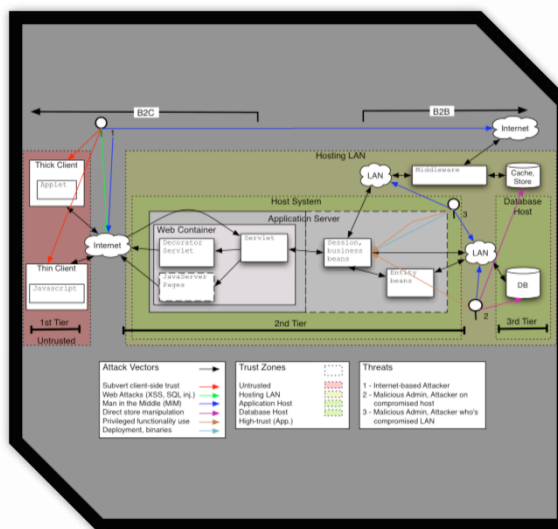 B2C
B2B
1
Internet
Hosting LAN
Thick Client
Applet
LAN
Middleware
Cache,
Store
Host System
Database
Host
Application Server
3
Web Container
Internet
Decorator
Servlet
Servlet
Session,
business
beans
LAN
Thin Client
Javascript
JavaServer
Pages
Entity
beans
DB
2
1st Tier
2nd Tier
3rd Tier
Untrusted
Attack Vectors
Subvert client-side trust
Web Attacks (XSS, SQL inj.)
Man in the Middle (MiM)
Direct store manipulation
Privileged functionality use
Deployment, binaries
Trust Zones
Untrusted
Hosting LAN
Application Host
Database Host
High-trust (App.)
Threats
1 - Internet-based Attacker
2 - Malicious Admin, Attacker on
compromised host
3 - Malicious Admin, Attacker who's
compromised LAN